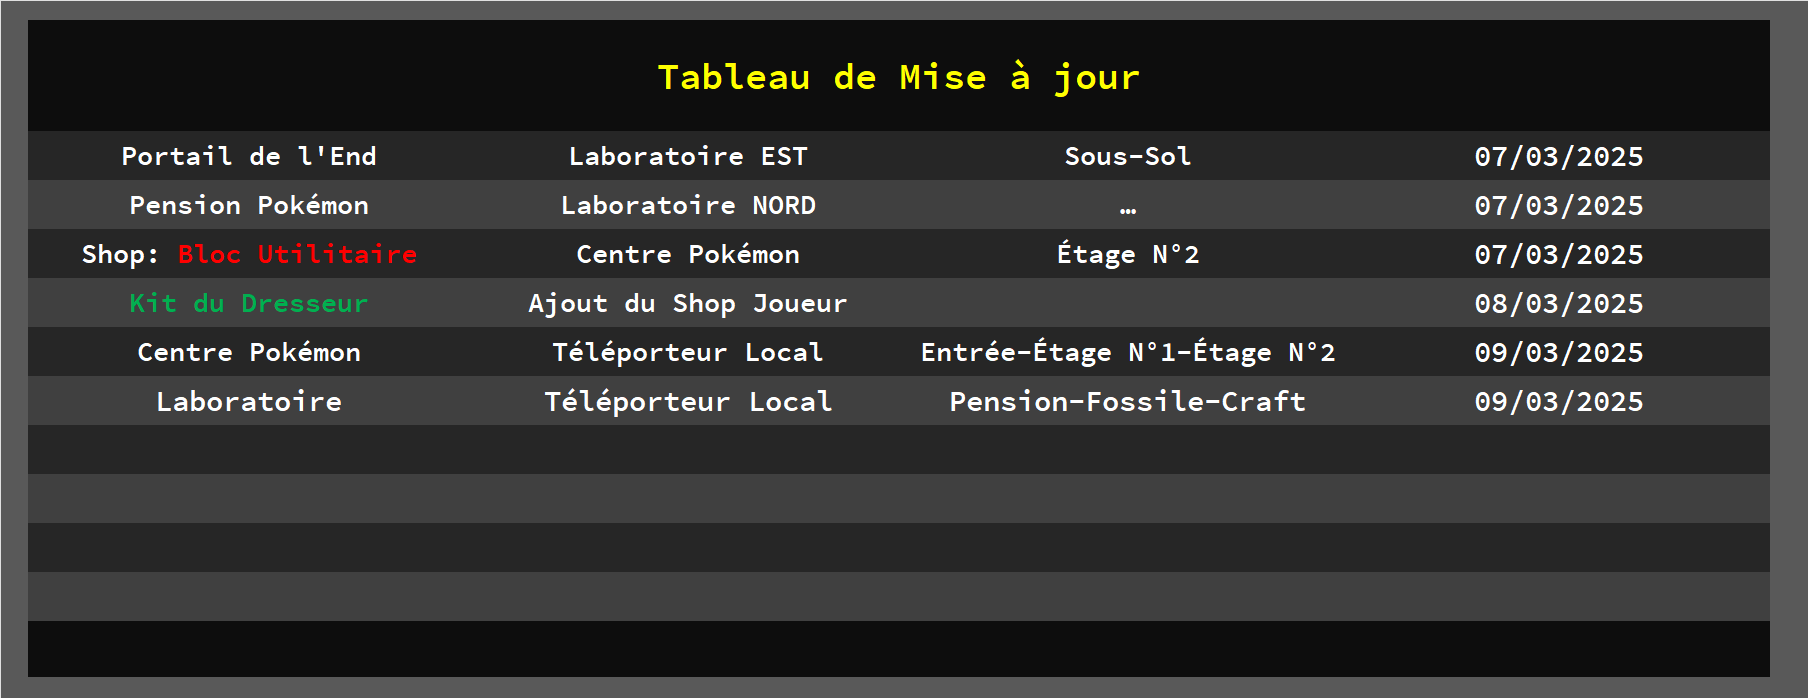 Tableau de Mise à jour
Portail de l'End Laboratoire EST Sous-Sol 07/03/2025
Pension Pokémon Laboratoire NORD … 07/03/2025
Shop: Bloc Utilitaire Centre Pokémon Étage N°2 07/03/2025
Kit du Dresseur Ajout du Shop Joueur 08/03/2025
Centre Pokémon Téléporteur Local Entrée-Étage N°1-Étage N°2 09/03/2025
Laboratoire Téléporteur Local Pension-Fossile-Craft 09/03/2025